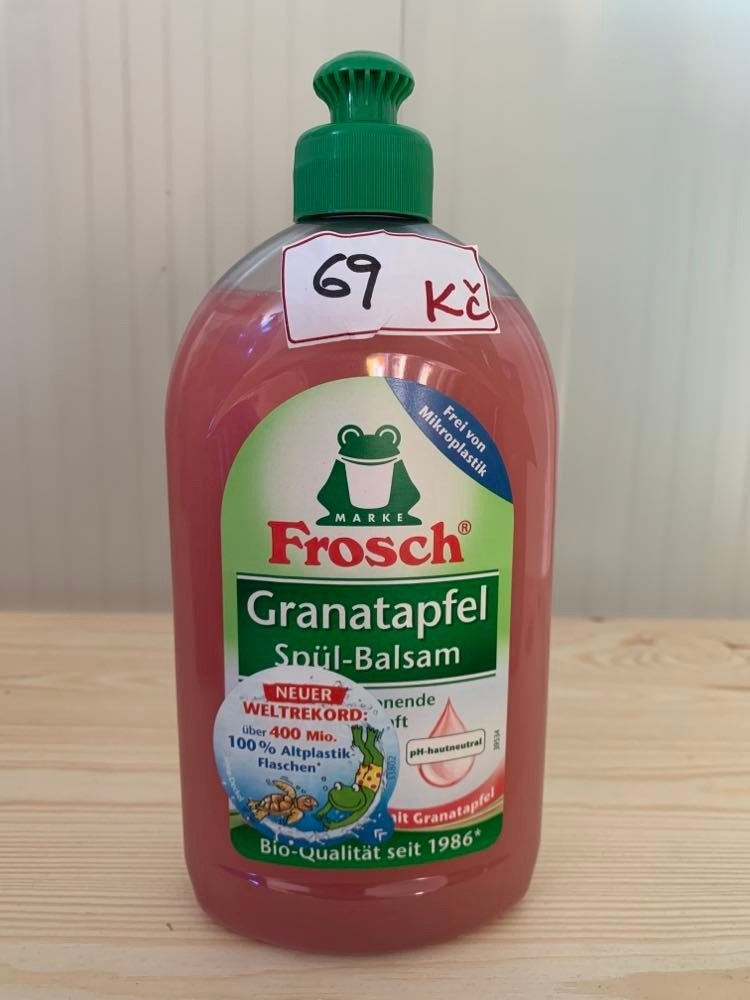 69 Kč
Frei von
Mikroplastik
MARKE
Frosch®
Granatapfel
Spül-Balsam
NEUER
WELTREKORD:
über 400 Mio.
100% Altplastik-
Flaschen*
pH-hautneutral
39534
mit Granatapfel
Bio-Qualität seit 1986*